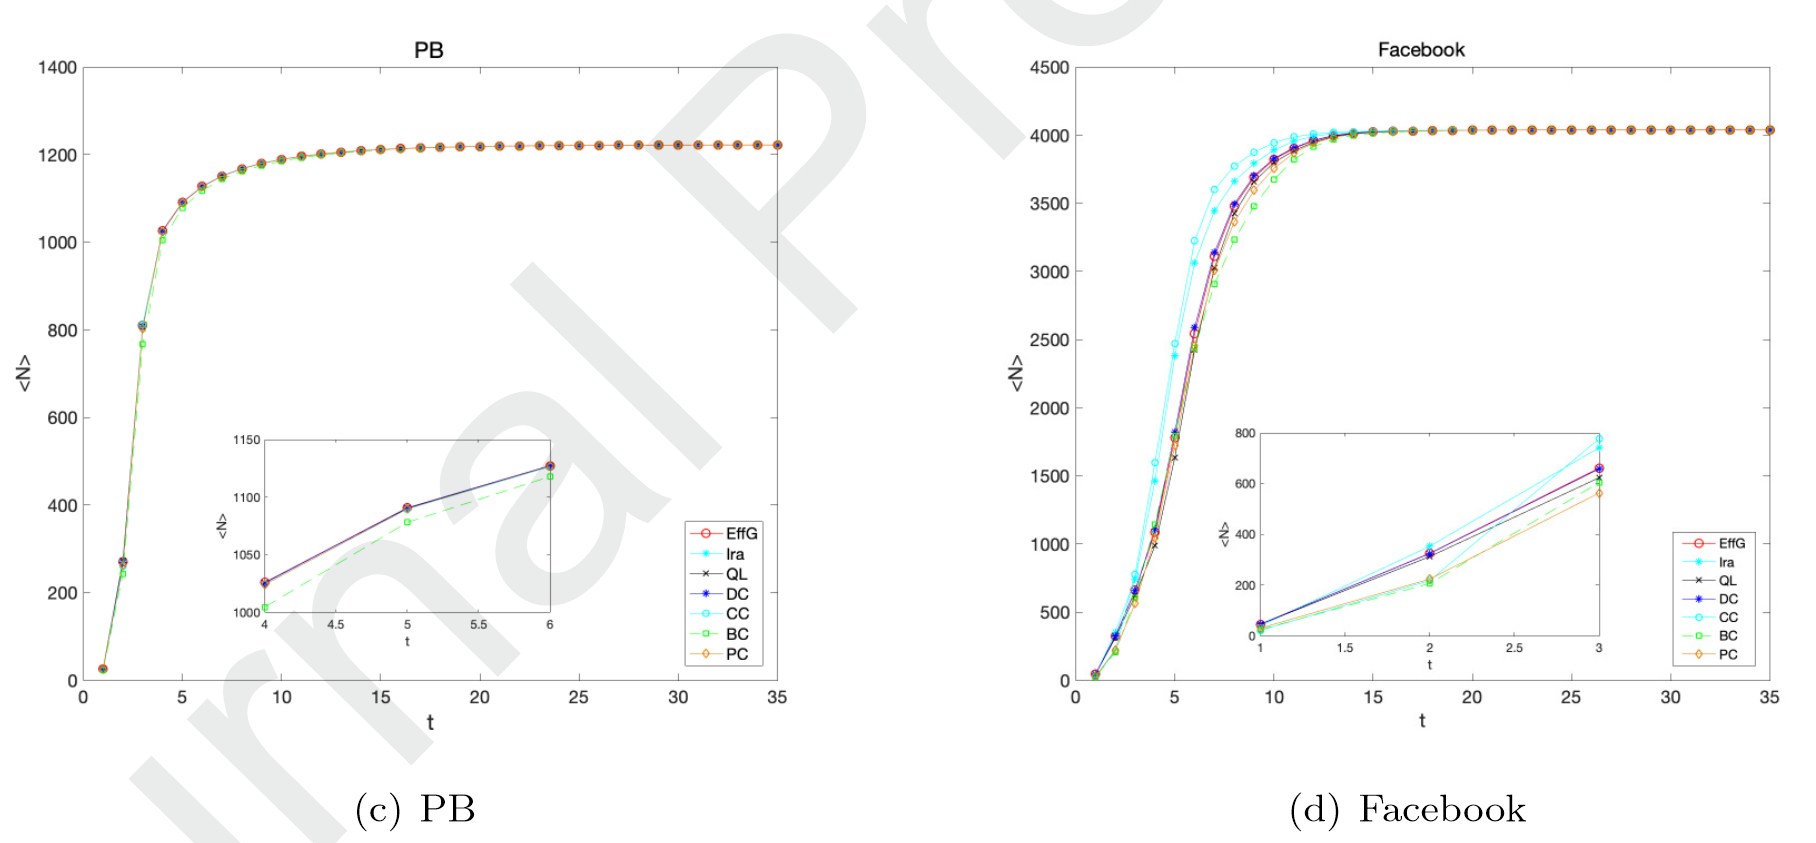 PB
1400
1200
1000
800
600
400
200
0
<N>
0 5 10 15 20 25 30 35
t
1150
1100
1050
1000
<N>
4 4.5 5 5.5 6
t
EffG
Ira
QL
DC
CC
BC
PC
(c) PB
Facebook
4500
4000
3500
3000
2500
2000
1500
1000
500
0
<N>
0 5 10 15 20 25 30 35
t
800
600
400
200
0
<N>
1 1.5 2 2.5 3
t
EffG
Ira
QL
DC
CC
BC
PC
(d) Facebook
urnal Pre